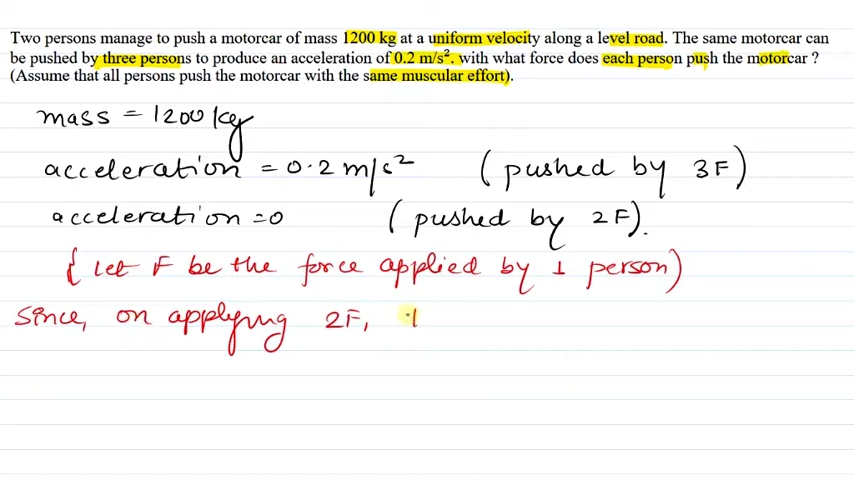 Two persons manage to push a motorcar of mass 1200 kg at a uniform velocity along a level road. The same motorcar can
be pushed by three persons to produce an acceleration of 0.2 m/s². with what force does each person push the motorcar ?
(Assume that all persons push the motorcar with the same muscular effort).
mass = 1200 kg
acceleration = 0.2 m/s² (pushed by 3F)
acceleration = 0 (pushed by 2F).
{ let F be the force applied by 1 person)
Since, on applying 2F,